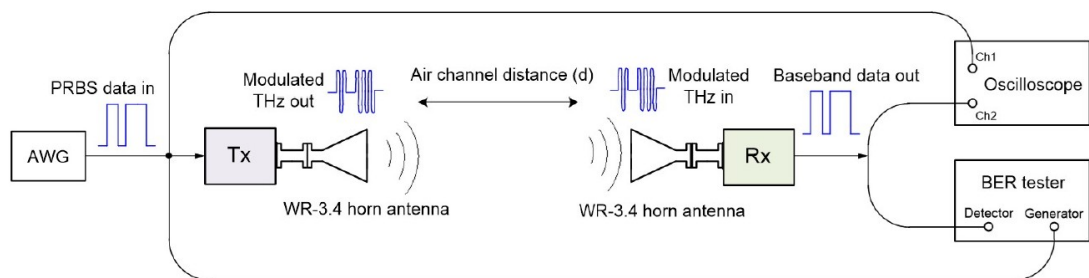 PRBS data in
AWG
Modulated
THz out
Tx
WR-3.4 horn antenna
Air channel distance (d)
Modulated
THz in
WR-3.4 horn antenna
Rx
Baseband data out
Ch1
Oscilloscope
Ch2
BER tester
Detector Generator